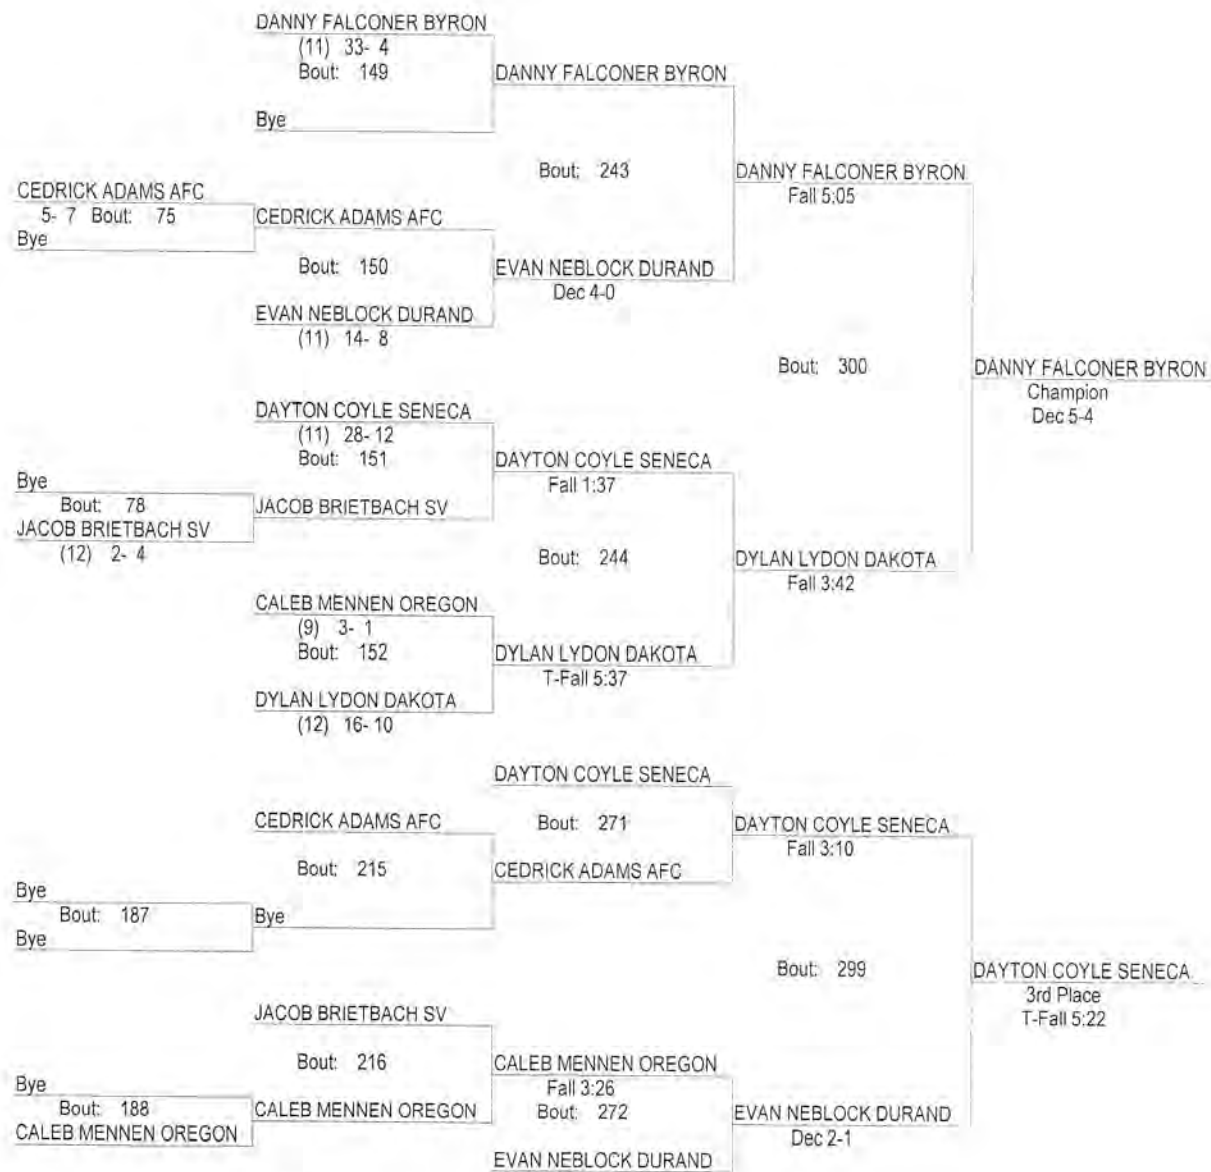 DANNY FALCONER BYRON
(11) 33- 4
Bout: 149
DANNY FALCONER BYRON
Bye
Bout: 243
DANNY FALCONER BYRON
Fall 5:05
CEDRICK ADAMS AFC
5- 7 Bout: 75
Bye
CEDRICK ADAMS AFC
Bout: 150
EVAN NEBLOCK DURAND
Dec 4-0
EVAN NEBLOCK DURAND
(11) 14- 8
Bout: 300
DANNY FALCONER BYRON
Champion
Dec 5-4
DAYTON COYLE SENECA
(11) 28- 12
Bout: 151
DAYTON COYLE SENECA
Fall 1:37
Bye
Bout: 78
JACOB BRIETBACH SV
JACOB BRIETBACH SV
(12) 2- 4
Bout: 244
DYLAN LYDON DAKOTA
Fall 3:42
CALEB MENNEN OREGON
(9) 3- 1
Bout: 152
DYLAN LYDON DAKOTA
T-Fall 5:37
DYLAN LYDON DAKOTA
(12) 16- 10
DAYTON COYLE SENECA
CEDRICK ADAMS AFC
Bout: 271
DAYTON COYLE SENECA
Fall 3:10
Bout: 215
CEDRICK ADAMS AFC
Bye
Bout: 187
Bye
Bye
Bout: 299
DAYTON COYLE SENECA
3rd Place
T-Fall 5:22
JACOB BRIETBACH SV
Bout: 216
CALEB MENNEN OREGON
Fall 3:26
Bye
Bout: 188
CALEB MENNEN OREGON
CALEB MENNEN OREGON
Bout: 272
EVAN NEBLOCK DURAND
Dec 2-1
EVAN NEBLOCK DURAND